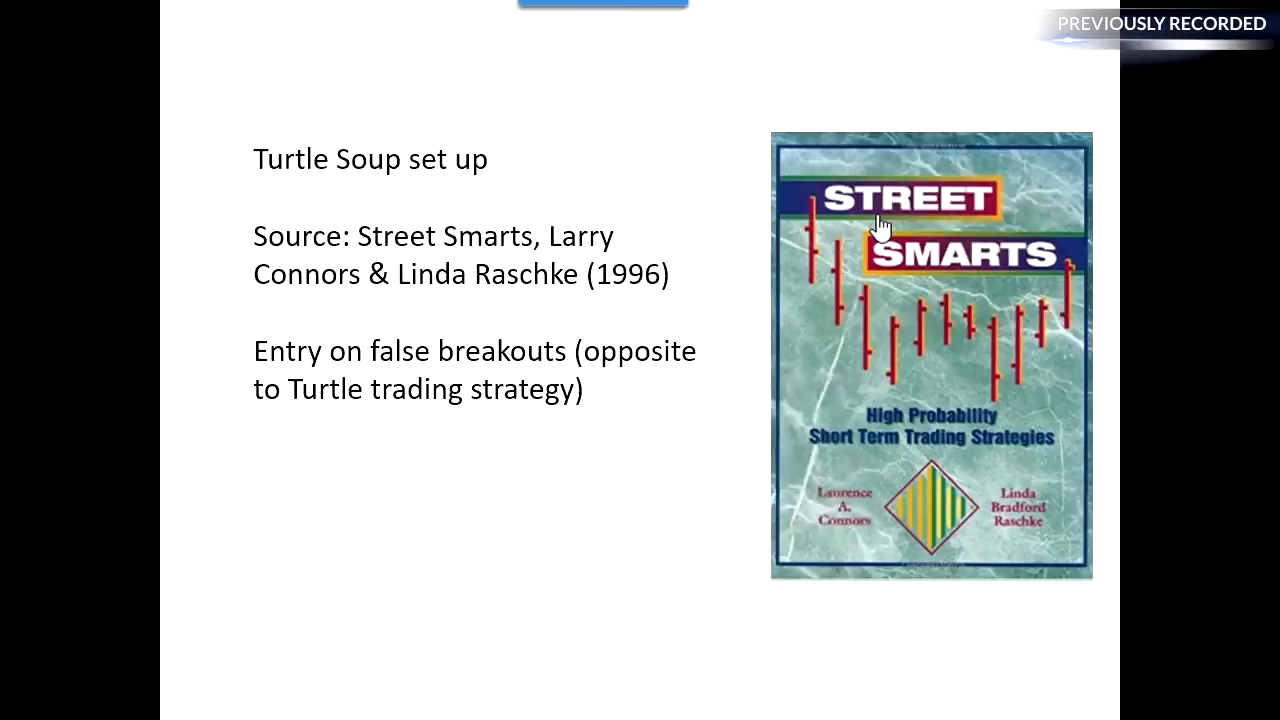 PREVIOUSLY RECORDED
Turtle Soup set up
Source: Street Smarts, Larry
Connors & Linda Raschke (1996)
Entry on false breakouts (opposite
to Turtle trading strategy)
STREET
SMARTS
High Probability
Short Term Trading Strategies
Laurence
A.
Connors
Linda
Bradford
Raschke